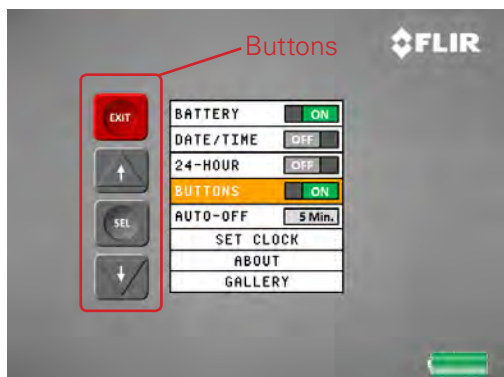 Buttons
FLIR
EXIT
BATTERY ON
DATE/TIME OFF
24-HOUR OFF
BUTTONS ON
SEL
AUTO-OFF 5 Min.
SET CLOCK
ABOUT
GALLERY